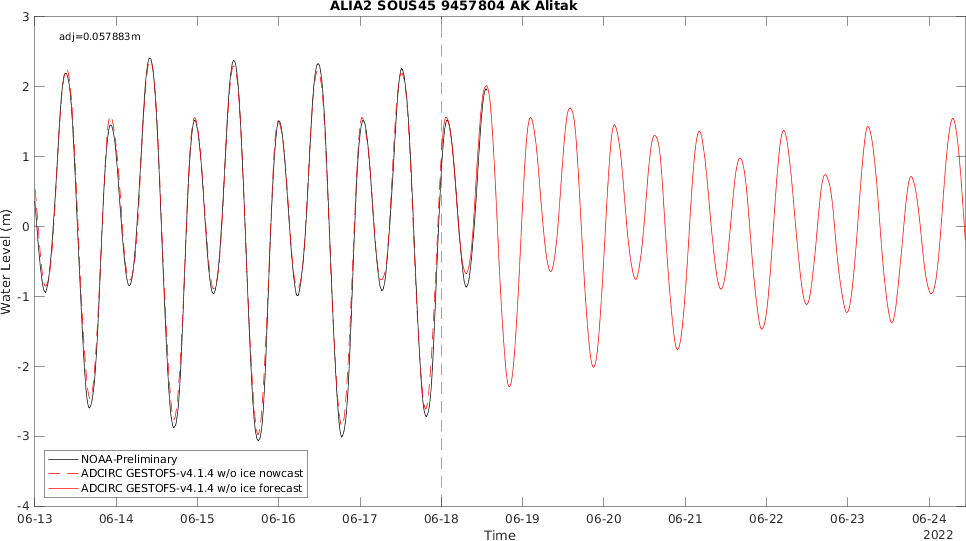 ALIA2 SOUS45 9457804 AK Alitak
adj=0.057883m
3
2
1
0
-1
-2
-3
-4
Water Level (m)
NOAA-Preliminary
ADCIRC GESTOFS-v4.1.4 w/o ice nowcast
ADCIRC GESTOFS-v4.1.4 w/o ice forecast
06-13 06-14 06-15 06-16 06-17 06-18 06-19 06-20 06-21 06-22 06-23 06-24
Time
2022